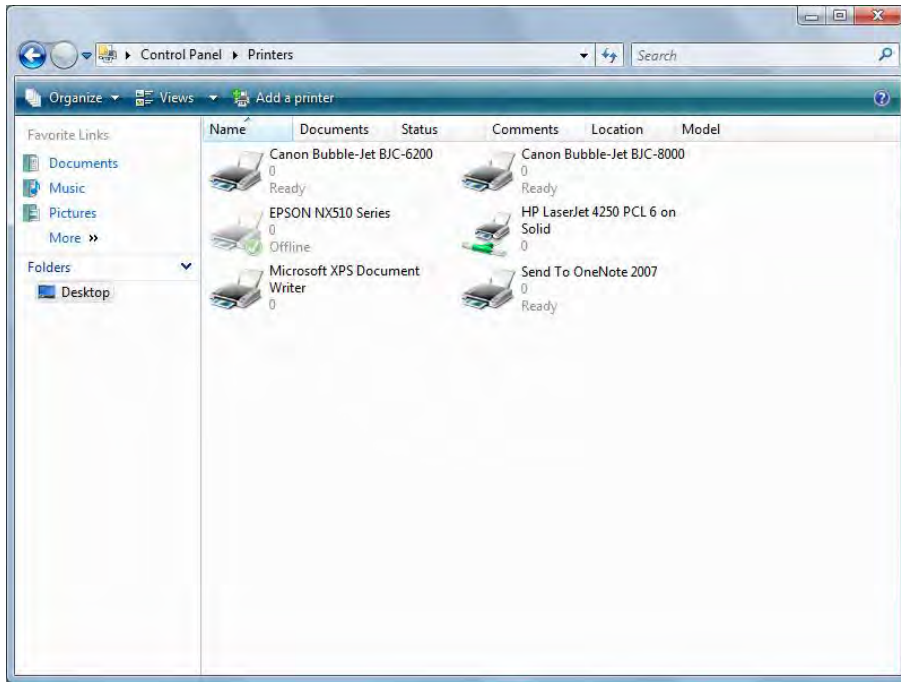 Control Panel ▸ Printers
Search
Organize Views Add a printer
Favorite Links
Documents
Music
Pictures
More »
Folders
Desktop
Name Documents Status Comments Location Model
Canon Bubble-Jet BJC-6200
0
Ready
Canon Bubble-Jet BJC-8000
0
Ready
EPSON NX510 Series
0
Offline
HP LaserJet 4250 PCL 6 on
Solid
0
Microsoft XPS Document
Writer
0
Send To OneNote 2007
0
Ready